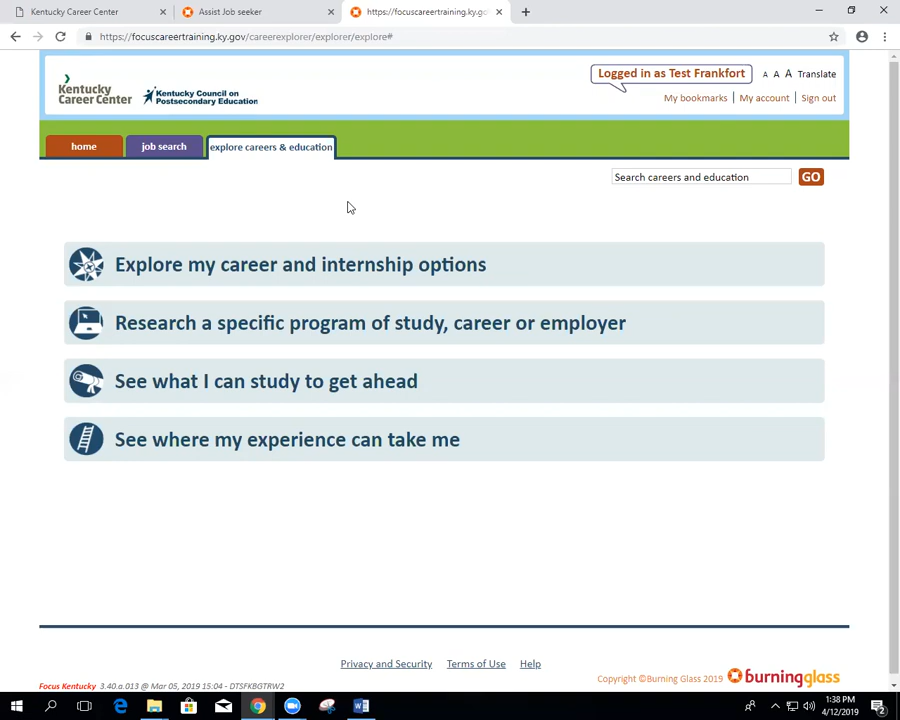 Kentucky Career Center
Assist Job seeker
https://focuscareertraining.ky.go
https://focuscareertraining.ky.gov/careerexplorer/explorer/explore#
Kentucky
Career Center
Kentucky Council on
Postsecondary Education
Logged in as Test Frankfort
A A A Translate
My bookmarks | My account | Sign out
home
job search
explore careers & education
Search careers and education
GO
Explore my career and internship options
Research a specific program of study, career or employer
See what I can study to get ahead
See where my experience can take me
Privacy and Security
Terms of Use
Help
Copyright ©Burning Glass 2019
burningglass
Focus Kentucky 3.40.a.013 @ Mar 05, 2019 15:04 - DTSFKBGTRW2
1:38 PM
4/12/2019
2